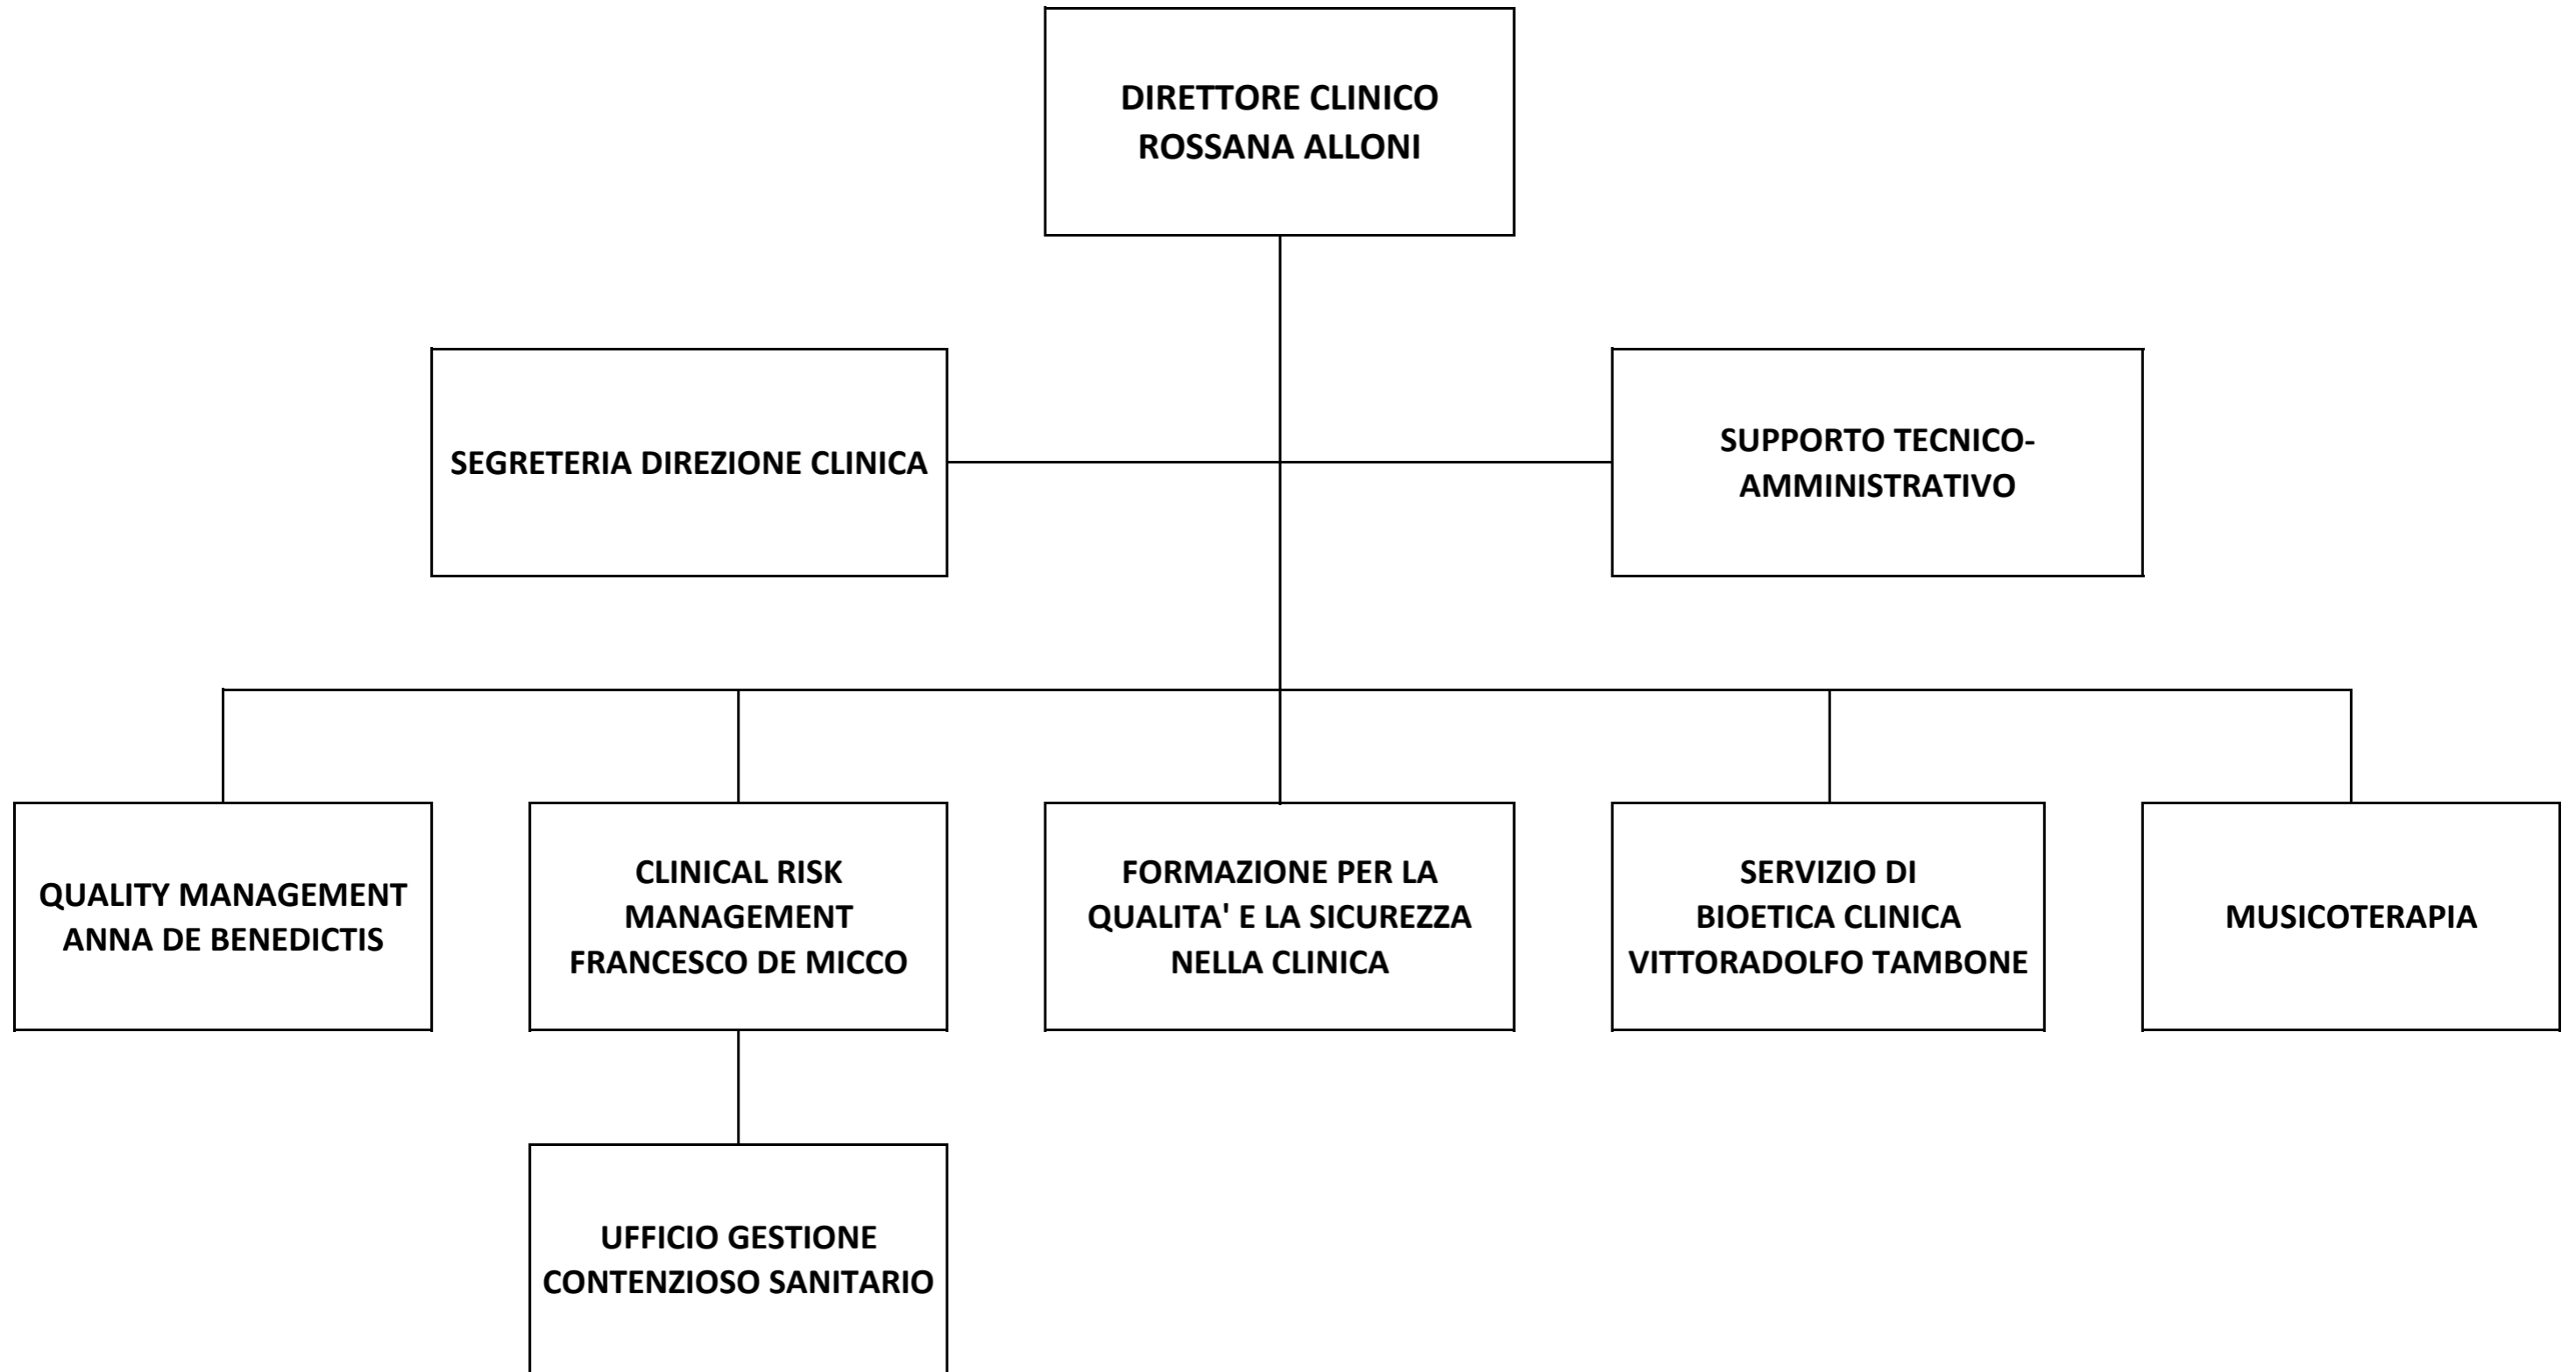 DIRETTORE CLINICO
ROSSANA ALLONI
SEGRETERIA DIREZIONE CLINICA
SUPPORTO TECNICO-
AMMINISTRATIVO
QUALITY MANAGEMENT
ANNA DE BENEDICTIS
CLINICAL RISK
MANAGEMENT
FRANCESCO DE MICCO
FORMAZIONE PER LA
QUALITA' E LA SICUREZZA
NELLA CLINICA
SERVIZIO DI
BIOETICA CLINICA
VITTORADOLFO TAMBONE
MUSICOTERAPIA
UFFICIO GESTIONE
CONTENZIOSO SANITARIO